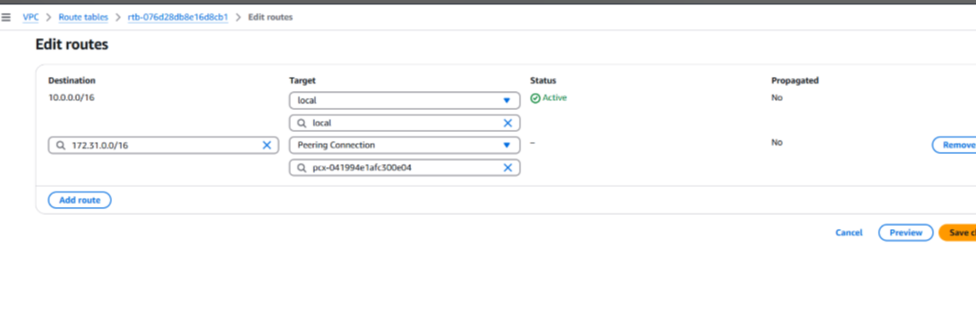 VPC > Route tables > rtb-076d28db8e16d8cb1 > Edit routes
Edit routes
Destination Target Status Propagated
10.0.0.0/16 local Active No
local
172.31.0.0/16 Peering Connection – No Remove
pcx-041994e1afc300e04
Add route
Cancel Preview Save c